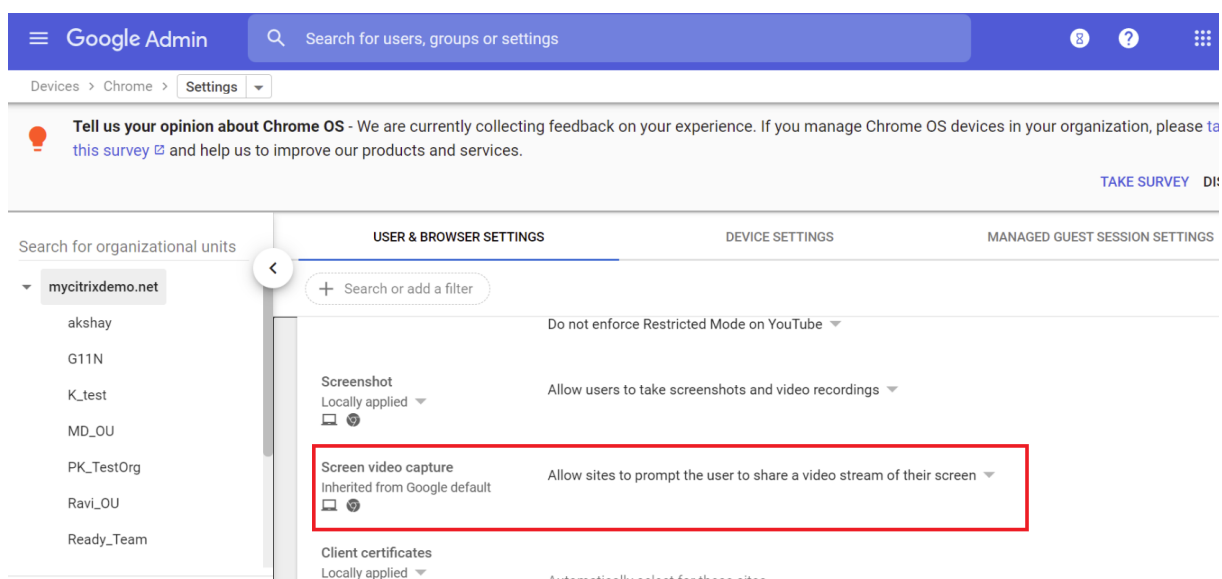 Google Admin
Search for users, groups or settings
Devices > Chrome > Settings
Tell us your opinion about Chrome OS - We are currently collecting feedback on your experience. If you manage Chrome OS devices in your organization, please ta
this survey and help us to improve our products and services.
TAKE SURVEY DIS
Search for organizational units
USER & BROWSER SETTINGS
DEVICE SETTINGS
MANAGED GUEST SESSION SETTINGS
mycitrixdemo.net
akshay
G11N
K_test
MD_OU
PK_TestOrg
Ravi_OU
Ready_Team
+ Search or add a filter
Do not enforce Restricted Mode on YouTube
Screenshot
Locally applied
Allow users to take screenshots and video recordings
Screen video capture
Inherited from Google default
Allow sites to prompt the user to share a video stream of their screen
Client certificates
Locally applied
Automatically select for these sites